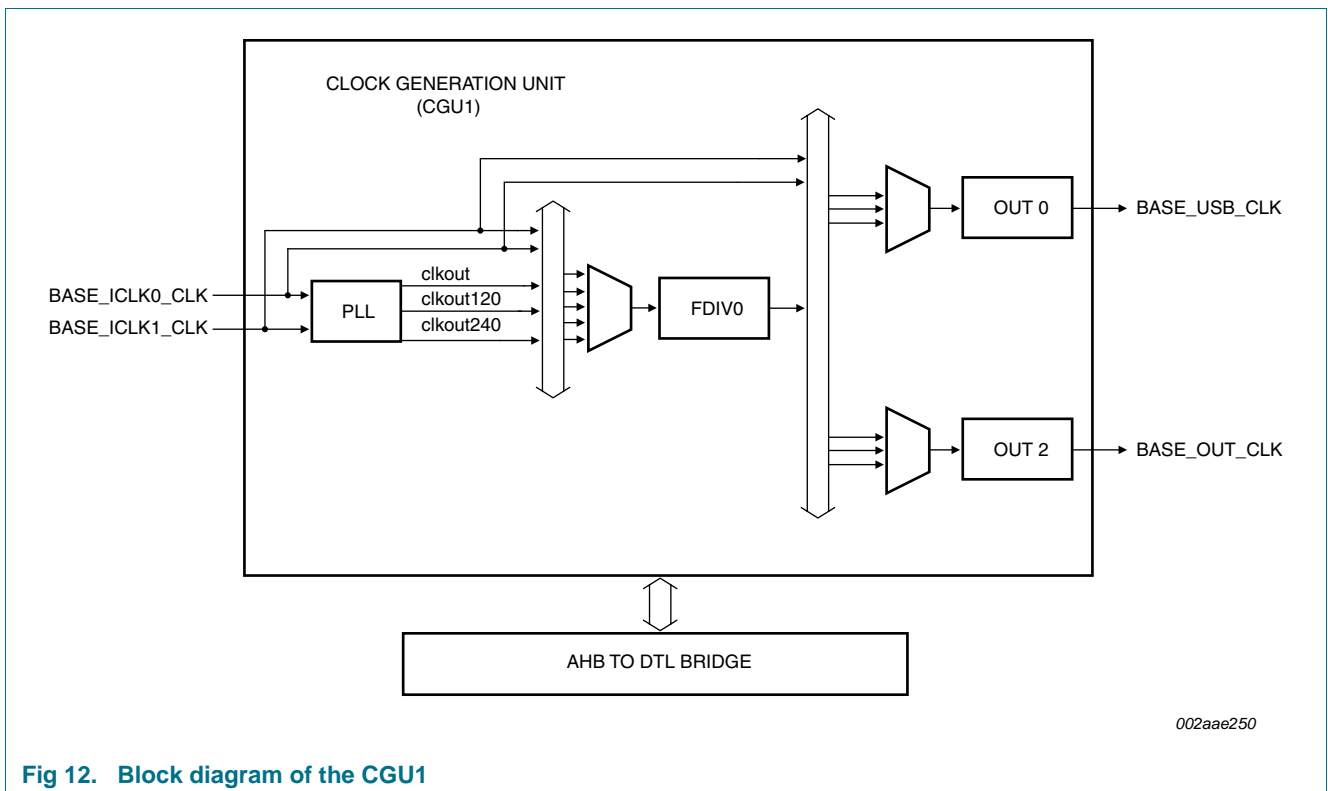 CLOCK GENERATION UNIT
(CGU1)
BASE_ICLK0_CLK
BASE_ICLK1_CLK
PLL
clkout
clkout120
clkout240
FDIV0
OUT 0
BASE_USB_CLK
OUT 2
BASE_OUT_CLK
AHB TO DTL BRIDGE
002aae250
Fig 12. Block diagram of the CGU1